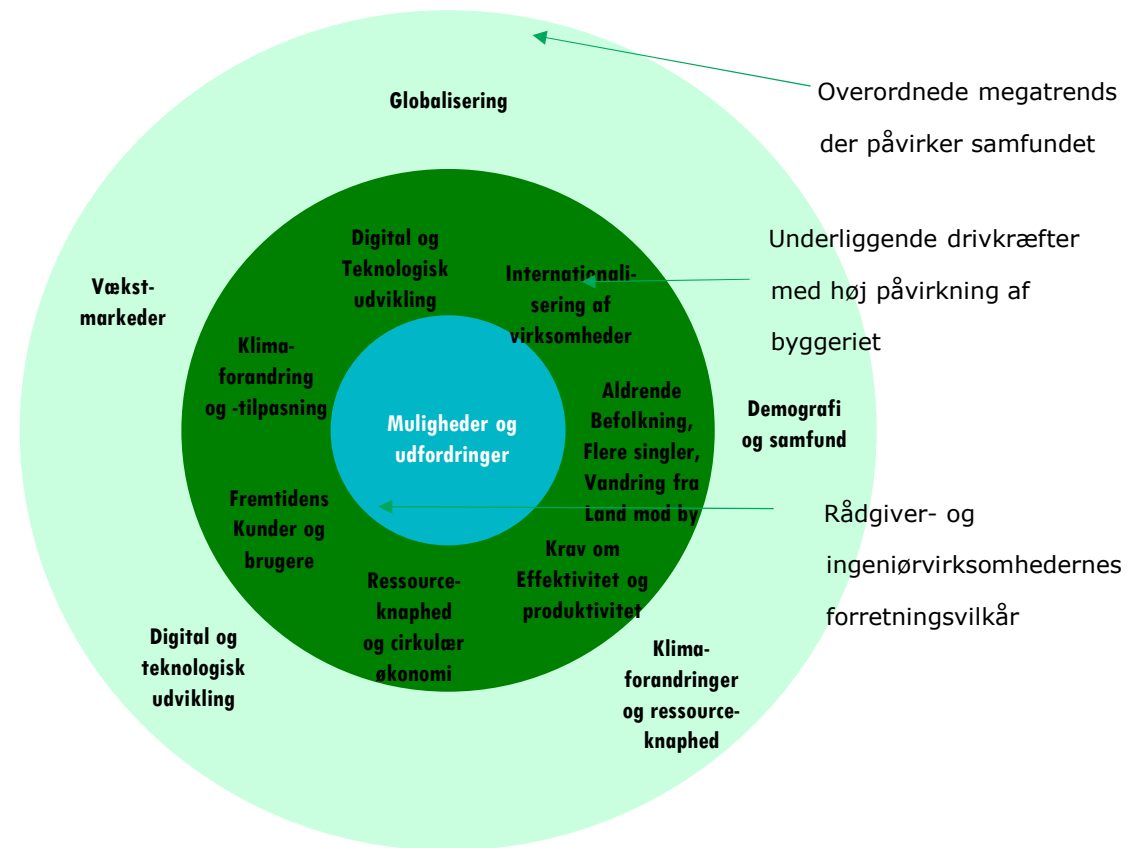 Globalisering
Overordnede megatrends
der påvirker samfundet
Digital og
Teknologisk
udvikling
Internationali-
sering af
virksomheder
Underliggende drivkræfter
med høj påvirkning af
byggeriet
Vækst-
markeder
Klima-
forandring
og -tilpasning
Aldrende
Befolkning,
Flere singler,
Vandring fra
Land mod by
Demografi
og samfund
Muligheder og
udfordringer
Fremtidens
Kunder og
brugere
Rådgiver- og
ingeniørvirksomhedernes
forretningsvilkår
Krav om
Effektivitet og
produktivitet
Ressource-
knaphed
og cirkulær
økonomi
Digital og
teknologisk
udvikling
Klima-
forandringer
og ressource-
knaphed